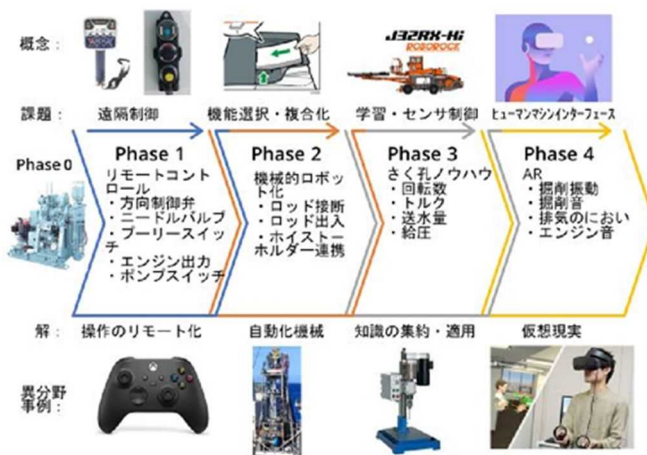 概念：
J32RX-Hi
ROBOROCK
課題：
遠隔制御
機能選択・複合化
学習・センサ制御
ﾋｭｰﾏﾝﾏｼﾝｲﾝﾀｰﾌｪｰｽ
Phase 0
Phase 1
リモートコント
ロール
・方向制御弁
・ニードルバルブ
・プーリースイッ
チ
・エンジン出力
・ポンプスイッチ
Phase 2
機械的ロボット
化
・ロッド接断
・ロッド出入
・ホイストー
ホルダー連携
Phase 3
さく孔ノウハウ
・回転数
・トルク
・送水量
・給圧
Phase 4
AR
・掘削振動
・掘削音
・排気のにおい
・エンジン音
解：
操作のリモート化
自動化機械
知識の集約・適用
仮想現実
異分野
事例：